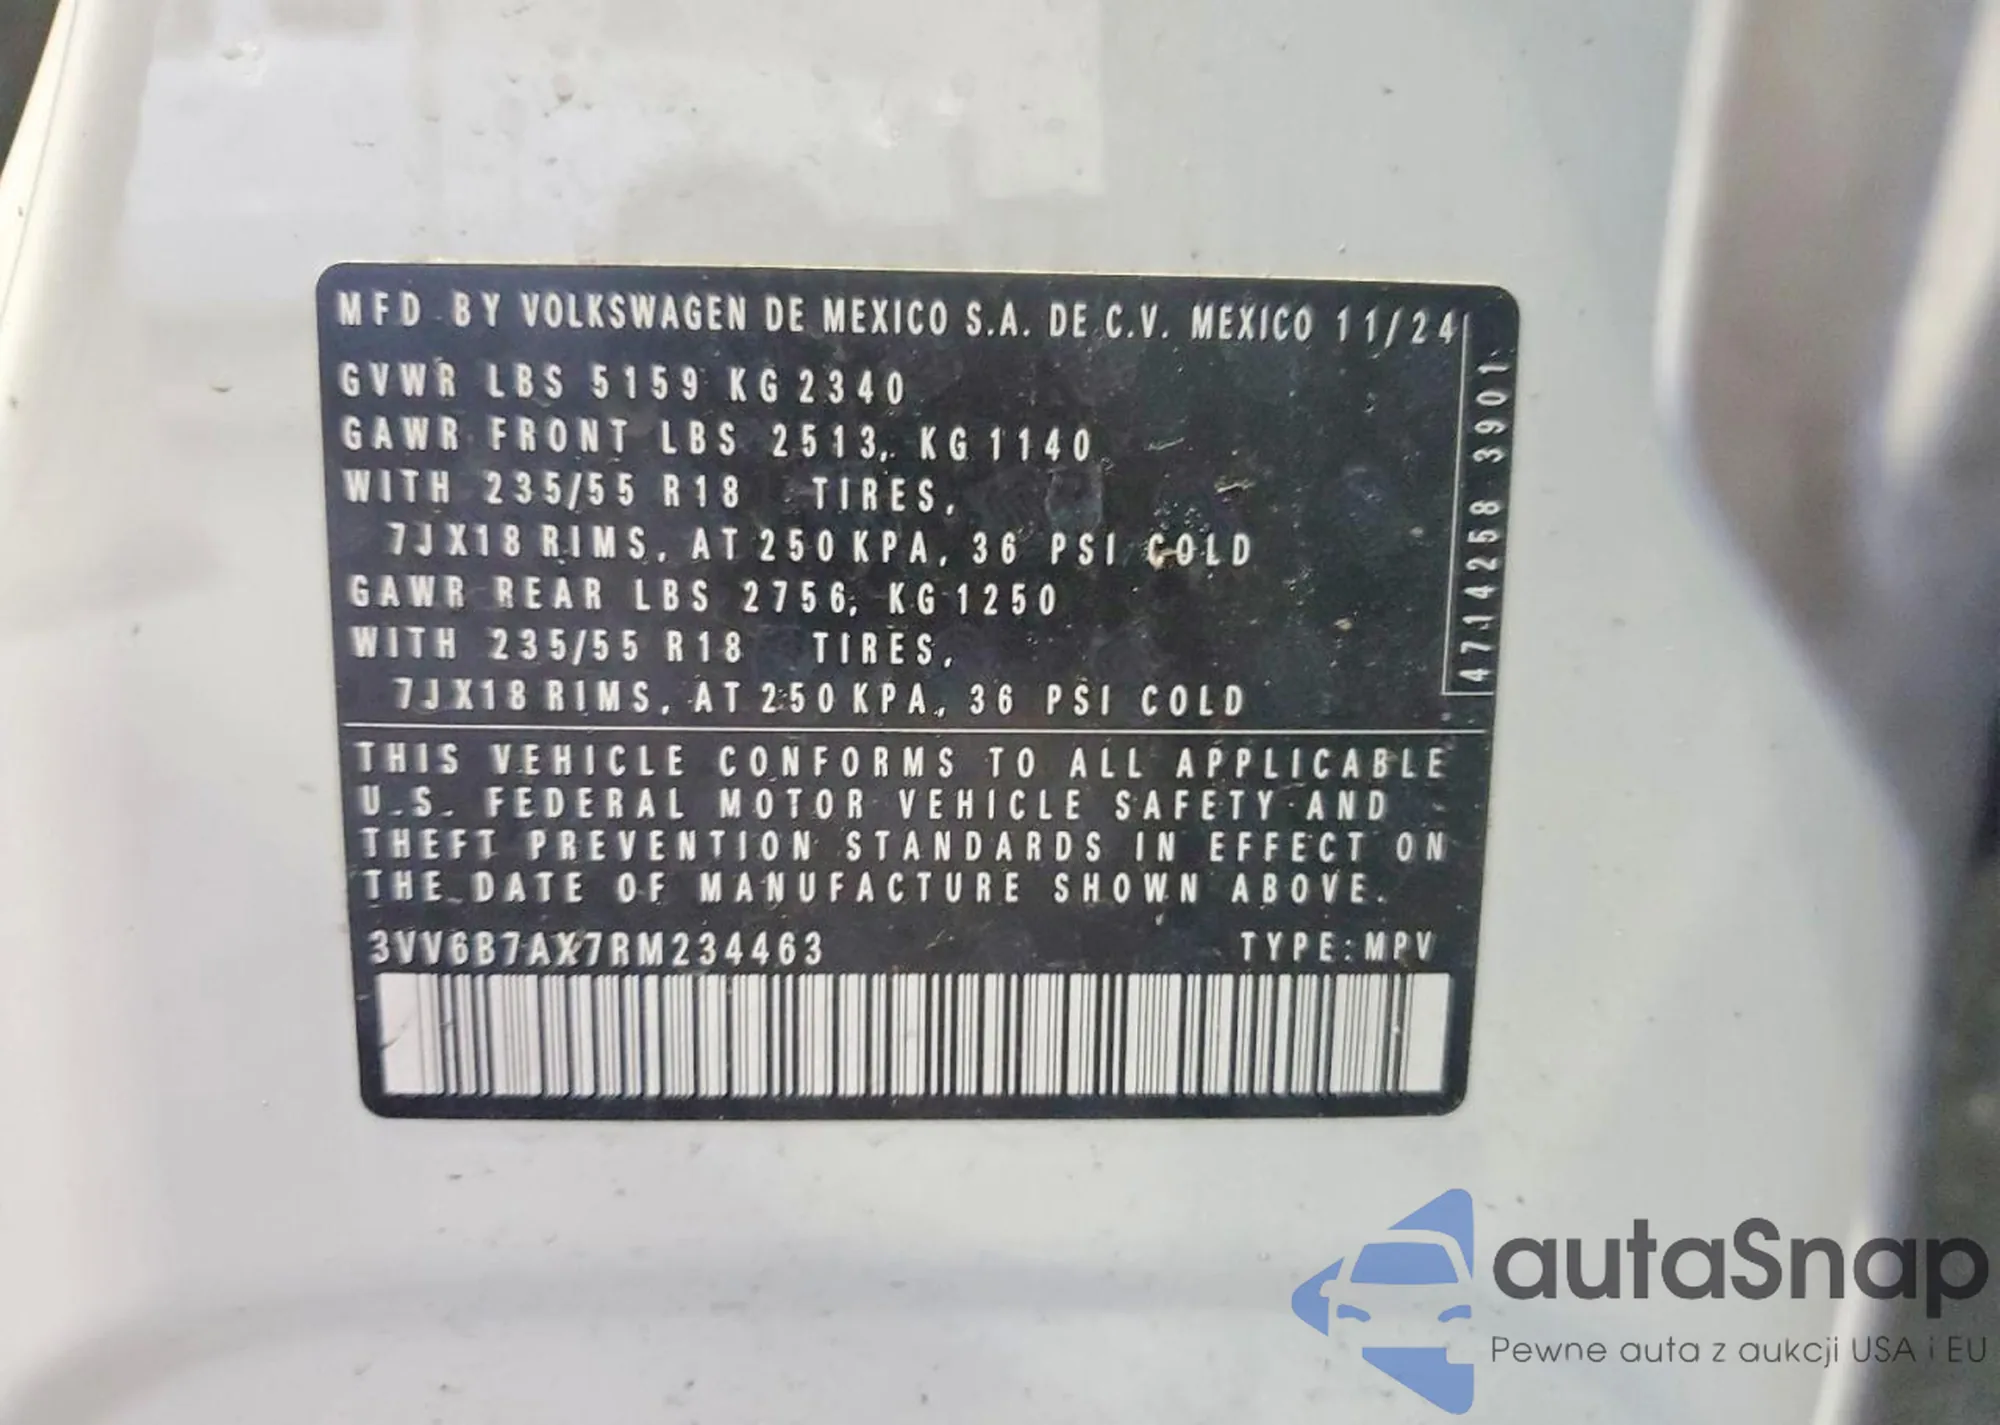 MFD BY VOLKSWAGEN DE MEXICO S.A. DE C.V. MEXICO 11/24
GVWR LBS 5159 KG 2340
GAWR FRONT LBS 2513, KG 1140
WITH 235/55 R18 TIRES,
7JX18 RIMS, AT 250 KPA, 36 PSI COLD
GAWR REAR LBS 2756, KG 1250
WITH 235/55 R18 TIRES,
7JX18 RIMS, AT 250 KPA, 36 PSI COLD
4714258 3901
THIS VEHICLE CONFORMS TO ALL APPLICABLE
U.S. FEDERAL MOTOR VEHICLE SAFETY AND
THEFT PREVENTION STANDARDS IN EFFECT ON
THE DATE OF MANUFACTURE SHOWN ABOVE.
3VV6B7AX7RM234463 TYPE:MPV
autaSnap
Pewne auta z aukcji USA i EU